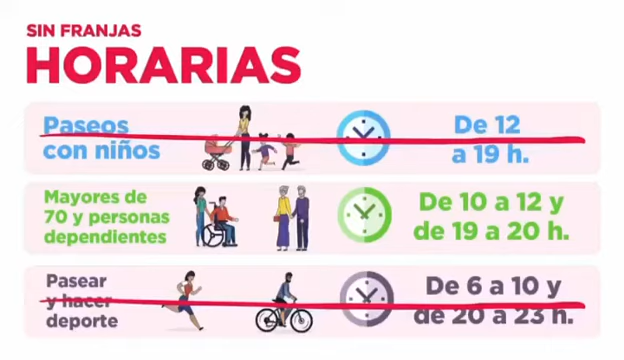 SIN FRANJAS
HORARIAS
Paseos
con niños
De 12
a 19 h.
Mayores de
70 y personas
dependientes
De 10 a 12 y
de 19 a 20 h.
Pasear
y hacer
deporte
De 6 a 10 y
de 20 a 23 h.